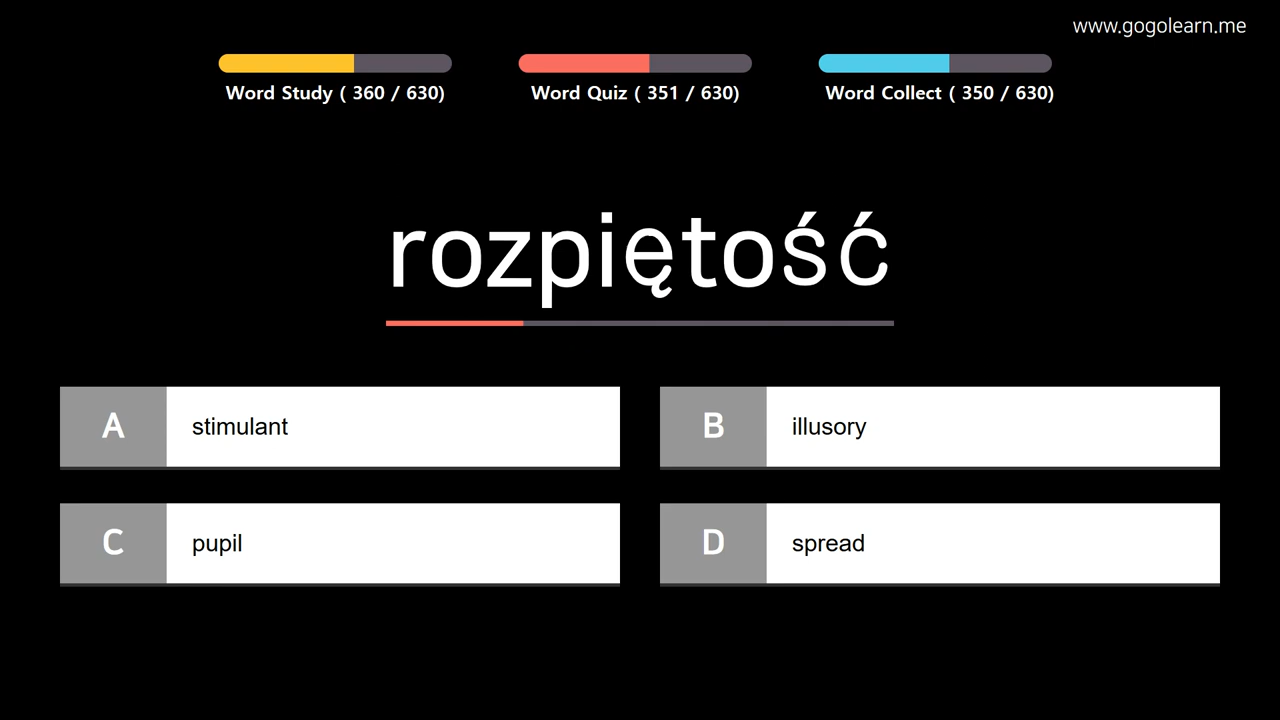 www.gogolearn.me
Word Study ( 360 / 630)
Word Quiz ( 351 / 630)
Word Collect ( 350 / 630)
rozpiętość
A stimulant
B illusory
C pupil
D spread